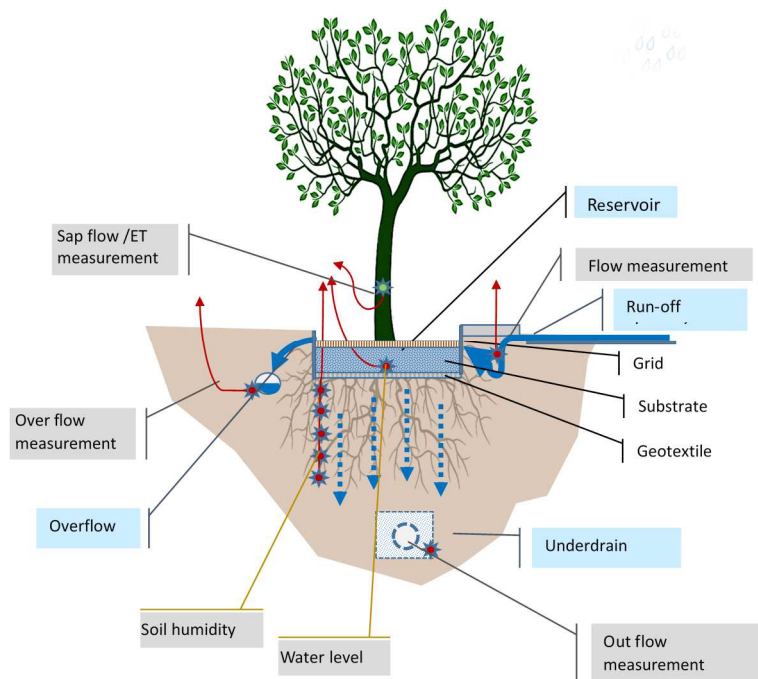 Reservoir
Sap flow /ET
measurement
Flow measurement
Run-off
Grid
Substrate
Over flow
measurement
Geotextile
Overflow
Underdrain
Soil humidity
Water level
Out flow
measurement